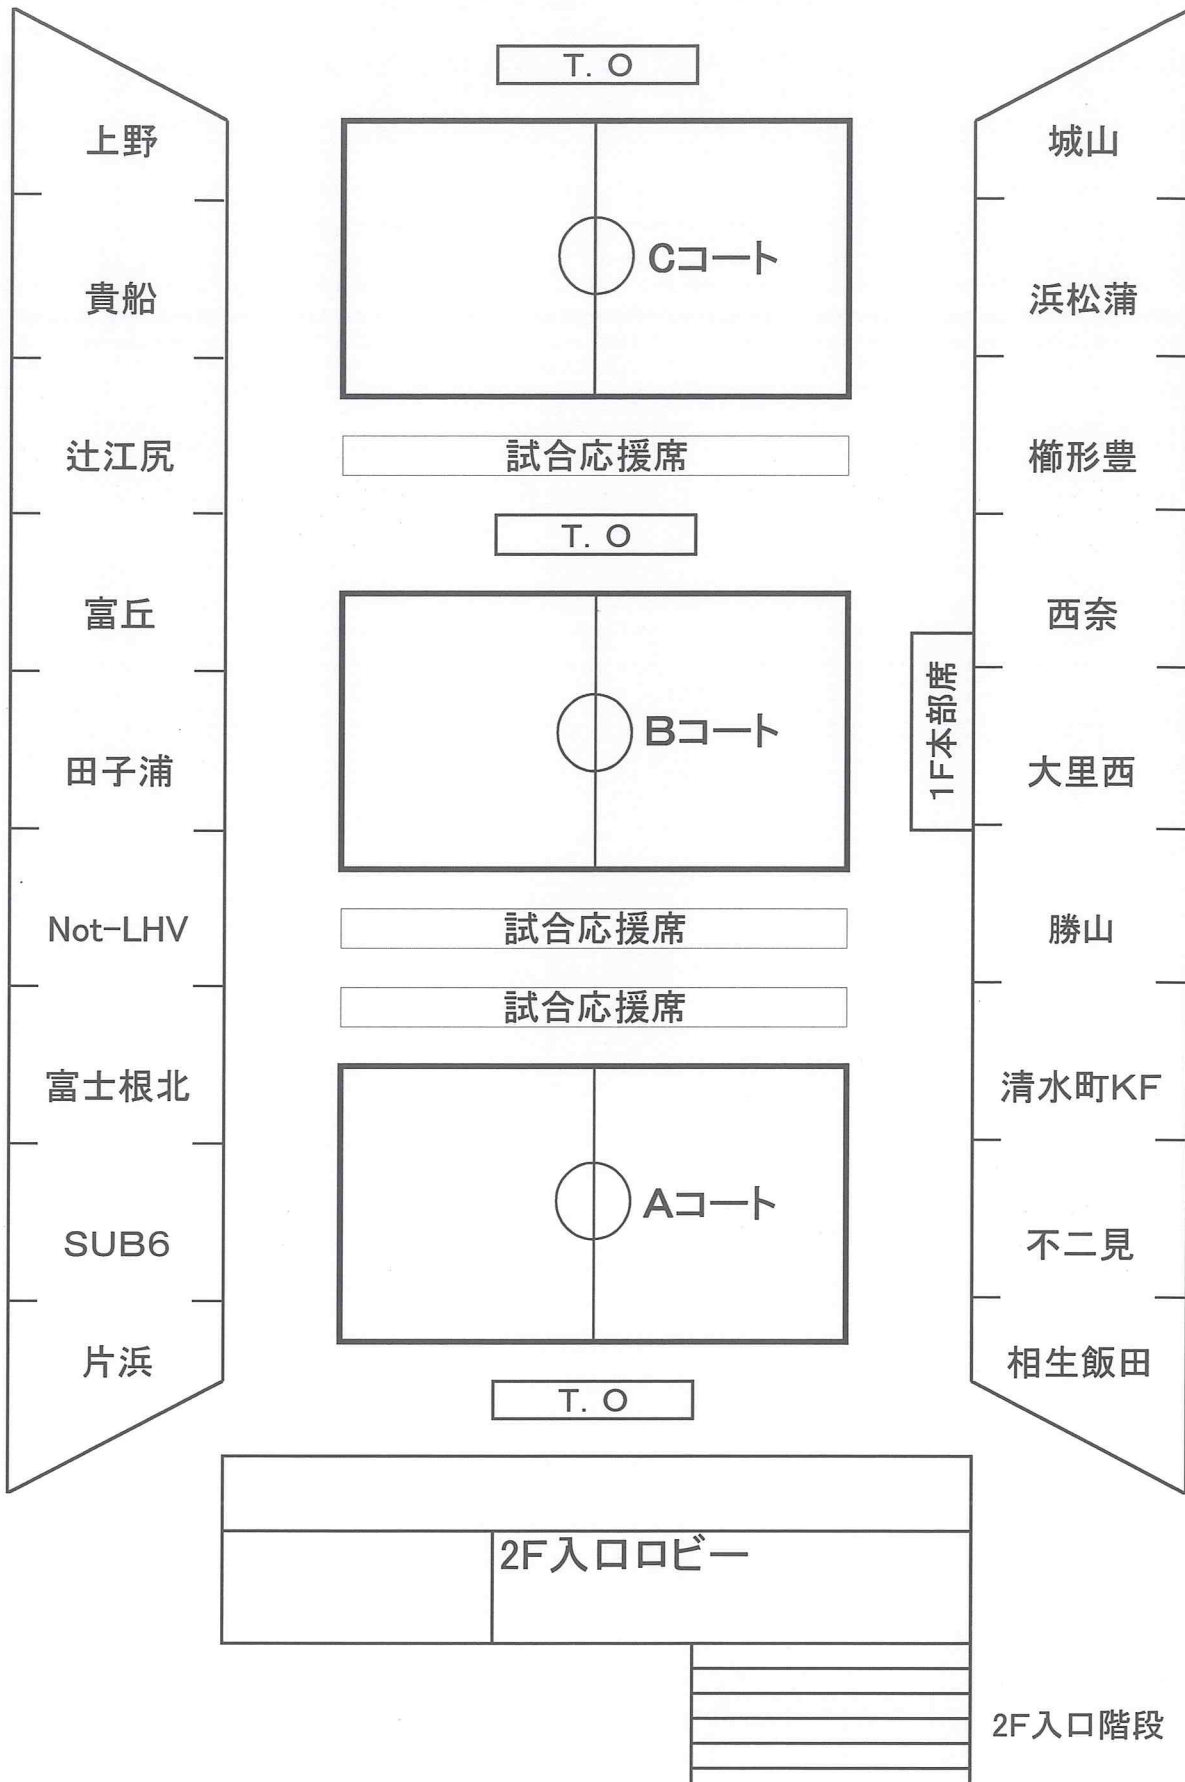 T. O
上野
城山
Cコート
貴船
浜松蒲
辻江尻
試合応援席
櫛形豊
T. O
富丘
西奈
1F本部席
Bコート
田子浦
大里西
Not-LHV
試合応援席
勝山
試合応援席
富士根北
清水町KF
Aコート
SUB6
不二見
片浜
相生飯田
T. O
2F入口ロビー
2F入口階段